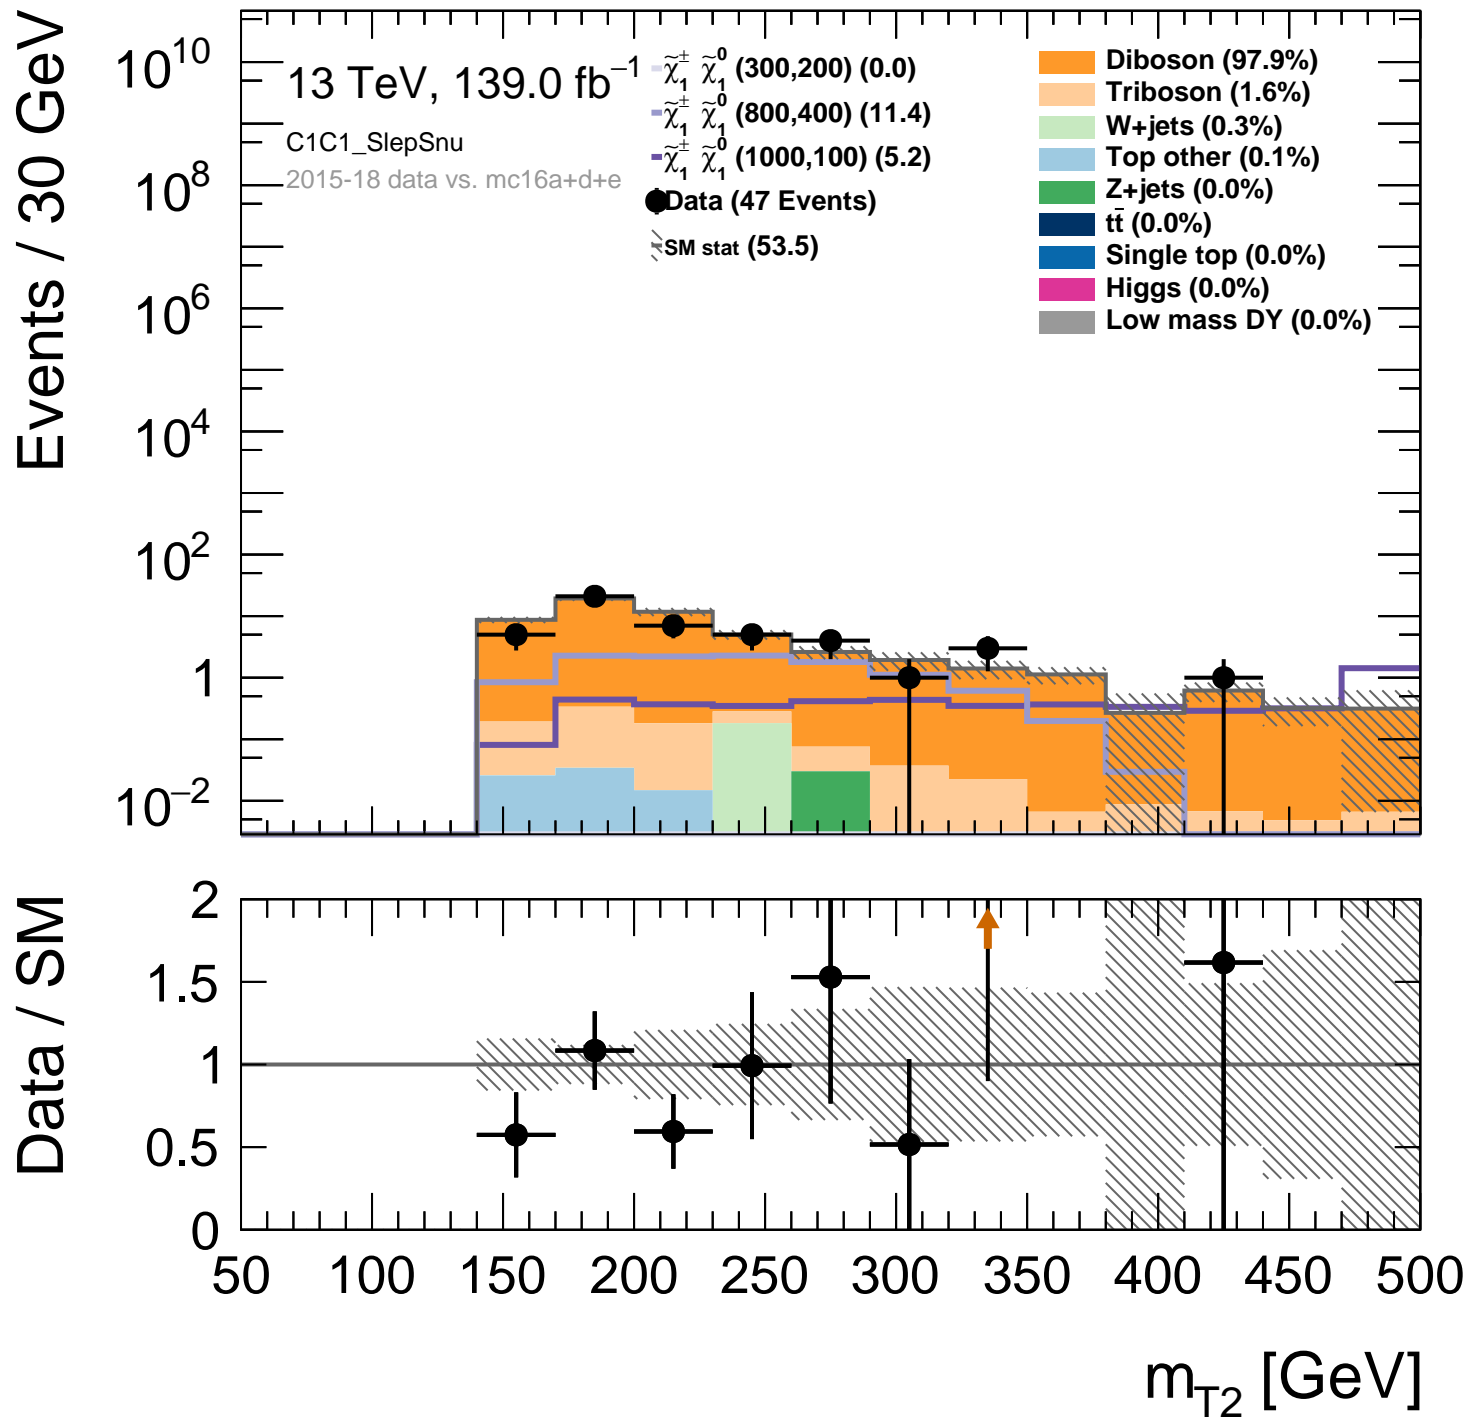 Events / 30 GeV
10¹⁰
10⁸
10⁶
10⁴
10²
1
10⁻²
13 TeV, 139.0 fb⁻¹
C1C1_SlepSnu
2015-18 data vs. mc16a+d+e
χ̃₁± χ̃₁⁰ (300,200) (0.0)
χ̃₁± χ̃₁⁰ (800,400) (11.4)
χ̃₁± χ̃₁⁰ (1000,100) (5.2)
Data (47 Events)
SM stat (53.5)
Diboson (97.9%)
Triboson (1.6%)
W+jets (0.3%)
Top other (0.1%)
Z+jets (0.0%)
tt̄ (0.0%)
Single top (0.0%)
Higgs (0.0%)
Low mass DY (0.0%)
Data / SM
2
1.5
1
0.5
0
50 100 150 200 250 300 350 400 450 500
m_T2 [GeV]